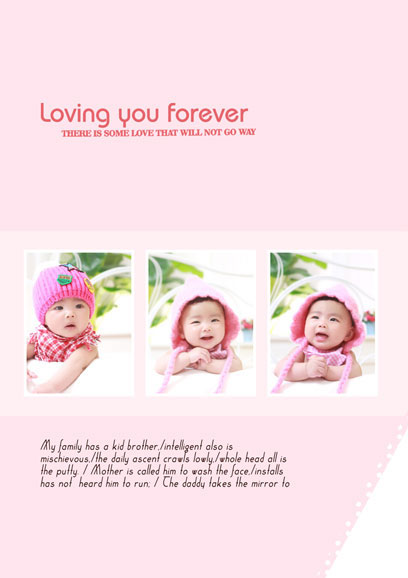 Loving you forever
THERE IS SOME LOVE THAT WILL NOT GO WAY
My family has a kid brother,/intelligent also is
mischievous,/the daily ascent crawls lowly,/whole head all is
the putty. / Mother is called him to wash the face,/installs
has not heard him to run; / The daddy takes the mirror to